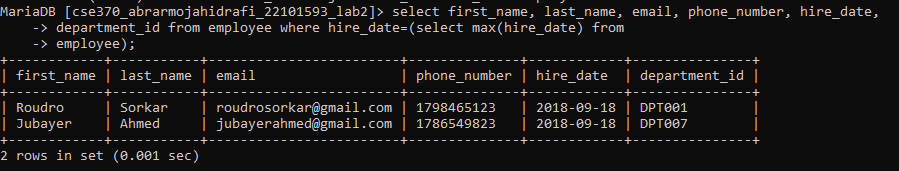 MariaDB [cse370_abrarmojahidrafi_22101593_lab2]> select first_name, last_name, email, phone_number, hire_date,
    -> department_id from employee where hire_date=(select max(hire_date) from
    -> employee);
+------------+-----------+------------------------+--------------+------------+---------------+
| first_name | last_name | email                  | phone_number | hire_date  | department_id |
+------------+-----------+------------------------+--------------+------------+---------------+
| Roudro     | Sorkar    | roudrosorkar@gmail.com | 1798465123   | 2018-09-18 | DPT001        |
| Jubayer    | Ahmed     | jubayerahmed@gmail.com | 1786549823   | 2018-09-18 | DPT007        |
+------------+-----------+------------------------+--------------+------------+---------------+
2 rows in set (0.001 sec)